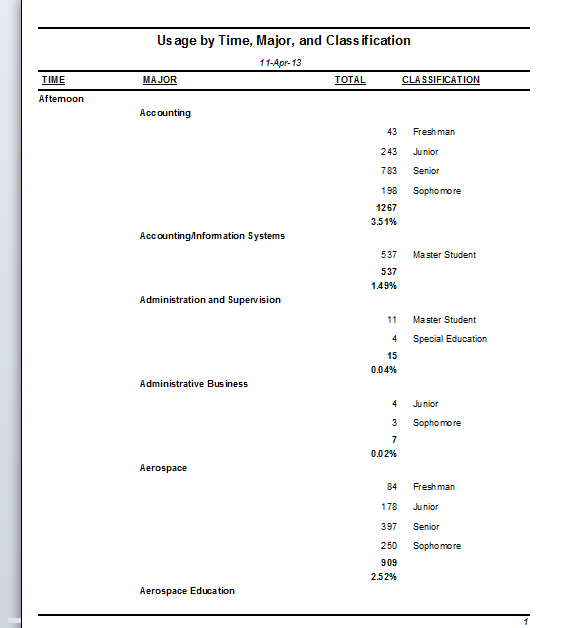 Usage by Time, Major, and Classification
11-Apr-13
TIME MAJOR TOTAL CLASSIFICATION
Afternoon
Accounting
43 Freshman
243 Junior
783 Senior
198 Sophomore
1267
3.51%
Accounting/Information Systems
537 Master Student
537
1.49%
Administration and Supervision
11 Master Student
4 Special Education
15
0.04%
Administrative Business
4 Junior
3 Sophomore
7
0.02%
Aerospace
84 Freshman
178 Junior
397 Senior
250 Sophomore
909
2.52%
Aerospace Education
1